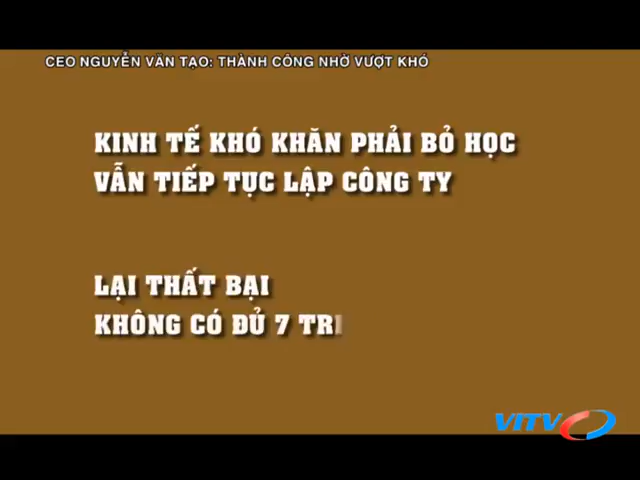 CEO NGUYỄN VĂN TẠO: THÀNH CÔNG NHỜ VƯỢT KHÓ
KINH TẾ KHÓ KHĂN PHẢI BỎ HỌC
VẪN TIẾP TỤC LẬP CÔNG TY
LẠI THẤT BẠI
KHÔNG CÓ ĐỦ 7 TRI
VITV